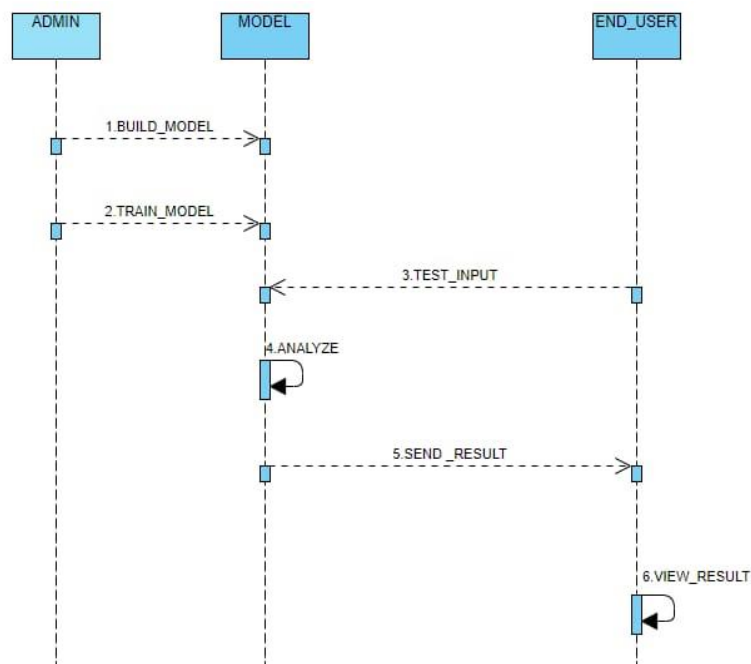 ADMIN
MODEL
END_USER
1.BUILD_MODEL
2.TRAIN_MODEL
3.TEST_INPUT
4.ANALYZE
5.SEND _RESULT
6.VIEW_RESULT